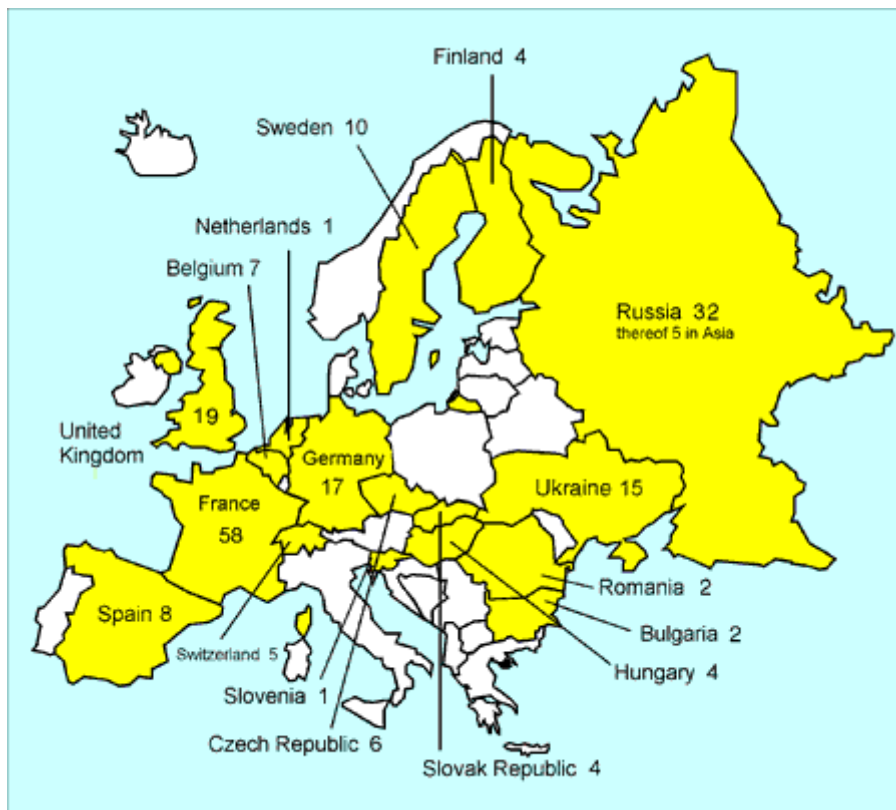 Finland 4
Sweden 10
Netherlands 1
Belgium 7
Russia 32
thereof 5 in Asia
19
United
Kingdom
Germany
17
Ukraine 15
France
58
Romania 2
Spain 8
Bulgaria 2
Switzerland 5
Hungary 4
Slovenia 1
Czech Republic 6
Slovak Republic 4